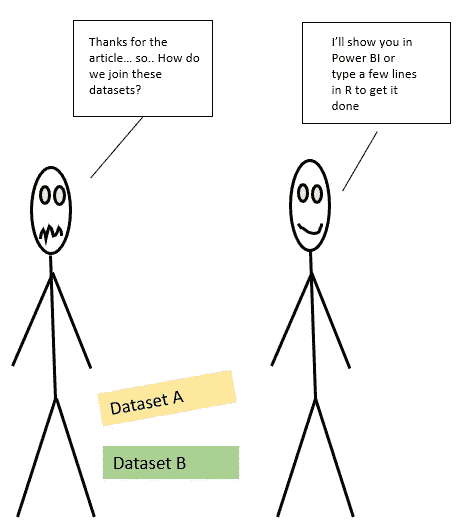 Thanks for the
article... so.. How do
we join these
datasets?
I'll show you in
Power BI or
type a few lines
in R to get it
done
Dataset A
Dataset B